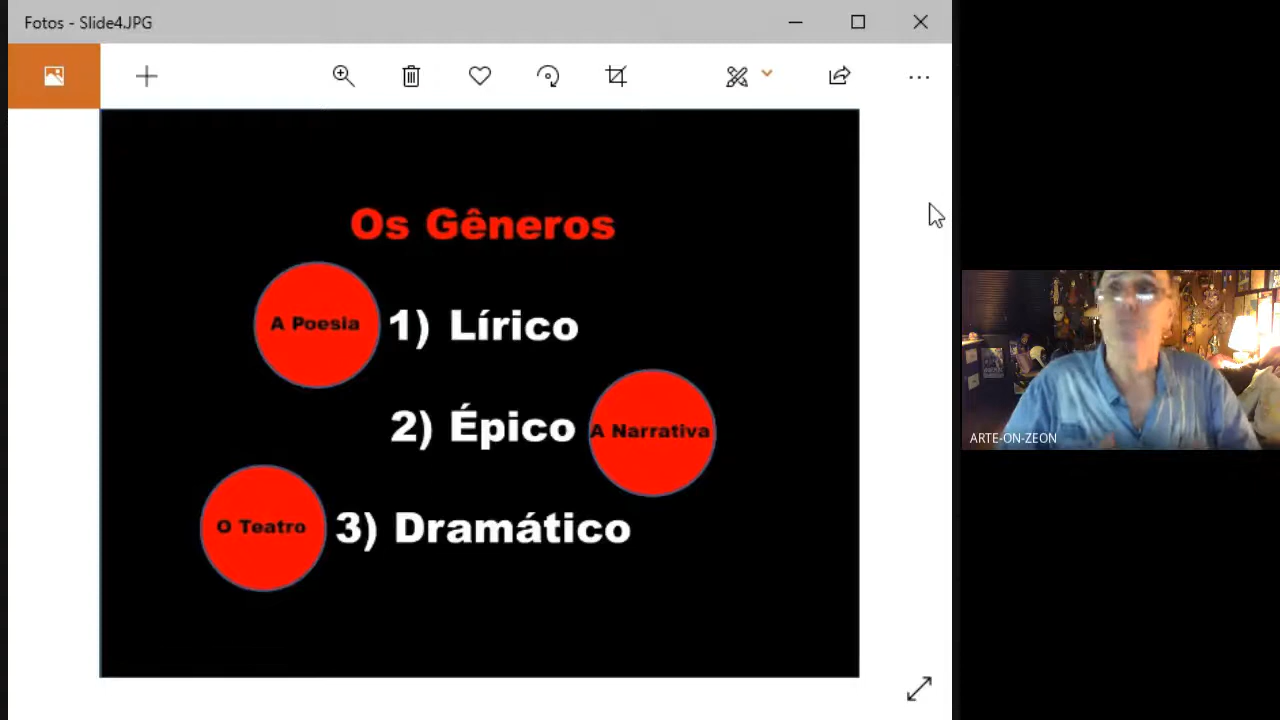 Fotos - Slide4.JPG
Os Gêneros
A Poesia
1) Lírico
2) Épico
A Narrativa
O Teatro
3) Dramático
ARTE-ON-ZEON